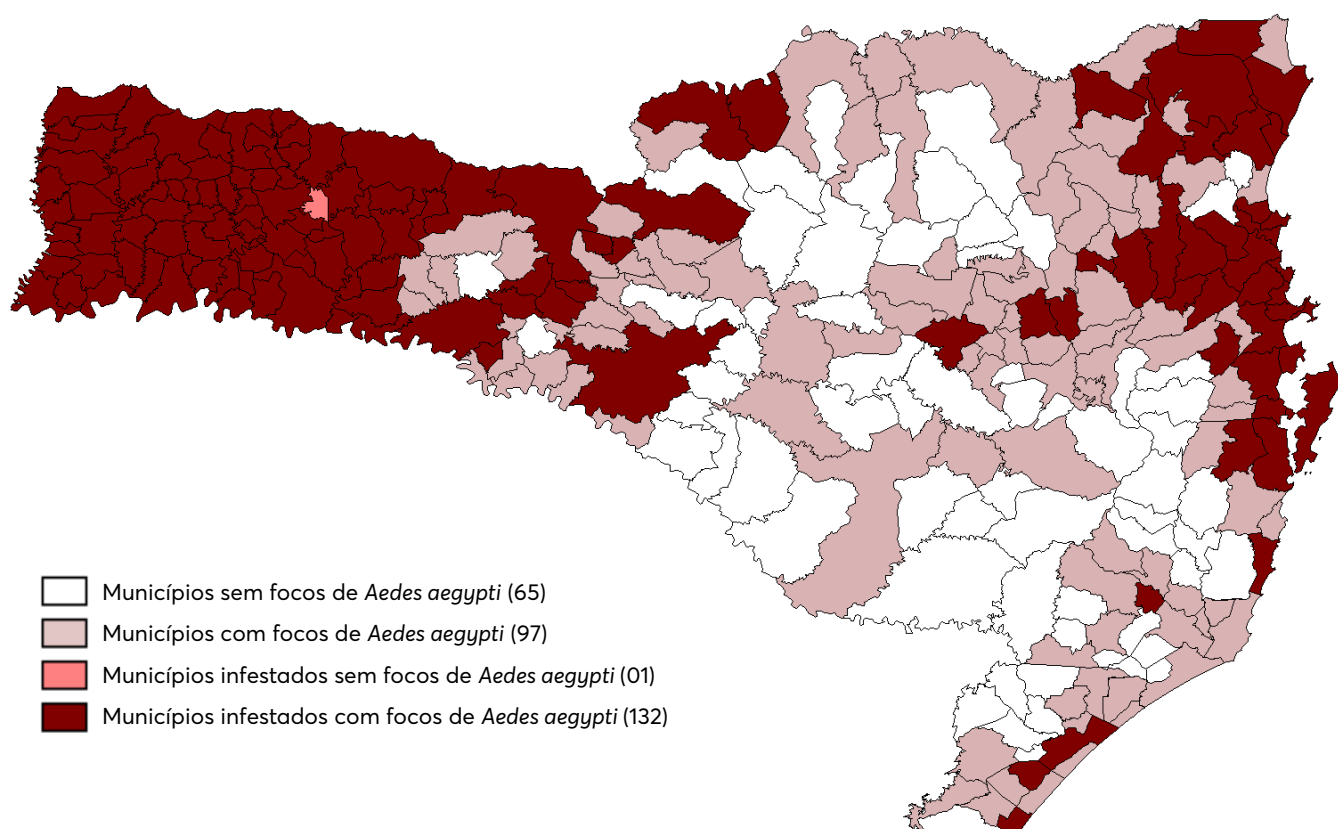 Municípios sem focos de Aedes aegypti (65)
Municípios com focos de Aedes aegypti (97)
Municípios infestados sem focos de Aedes aegypti (01)
Municípios infestados com focos de Aedes aegypti (132)